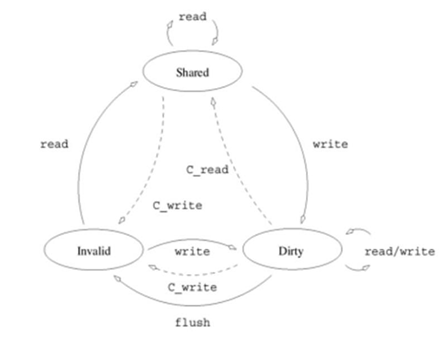 read
Shared
read
write
C_read
C_write
Invalid
write
Dirty
read/write
C_write
flush